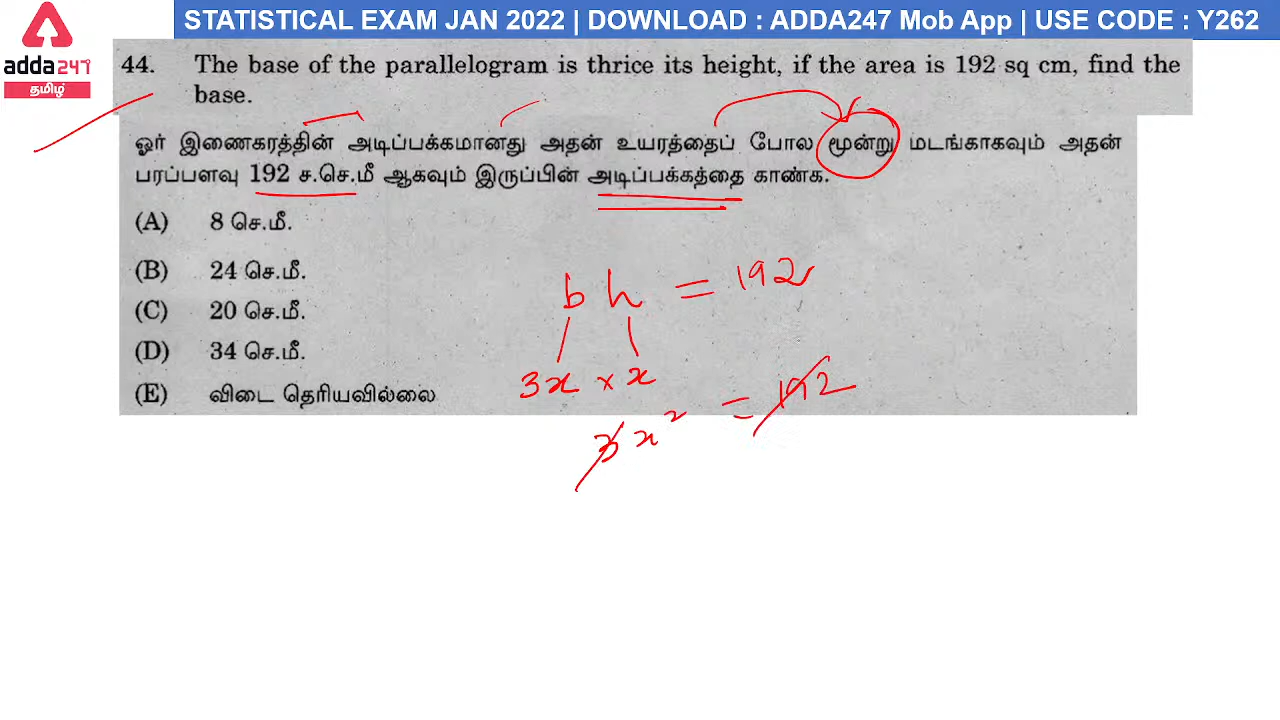 STATISTICAL EXAM JAN 2022 | DOWNLOAD : ADDA247 Mob App | USE CODE : Y262
adda247
தமிழ்
44. The base of the parallelogram is thrice its height, if the area is 192 sq cm, find the
base.
ஓர் இணைகரத்தின் அடிப்பக்கமானது அதன் உயரத்தைப் போல மூன்று மடங்காகவும் அதன்
பரப்பளவு 192 ச.செ.மீ ஆகவும் இருப்பின் அடிப்பக்கத்தை காண்க.
(A) 8 செ.மீ.
(B) 24 செ.மீ.
(C) 20 செ.மீ.
(D) 34 செ.மீ.
(E) விடை தெரியவில்லை
b h = 192
3x × x
3x² = 192